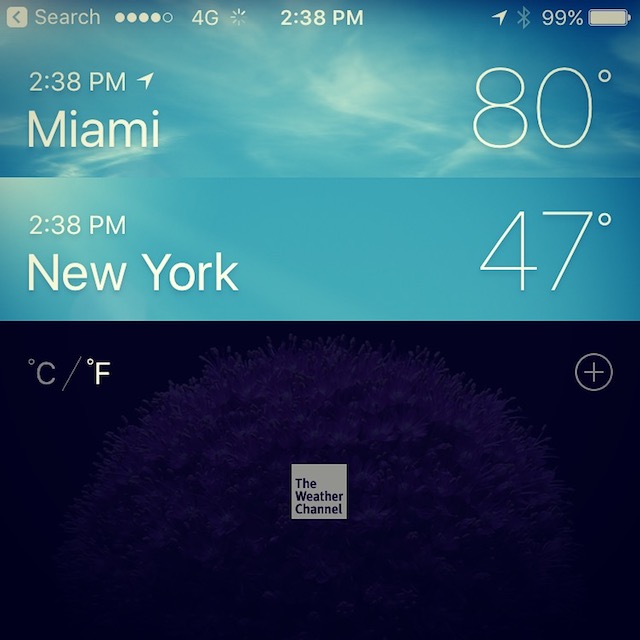 Search 4G 2:38 PM 99%
2:38 PM
Miami 80°
2:38 PM
New York 47°
°C / °F
The
Weather
Channel